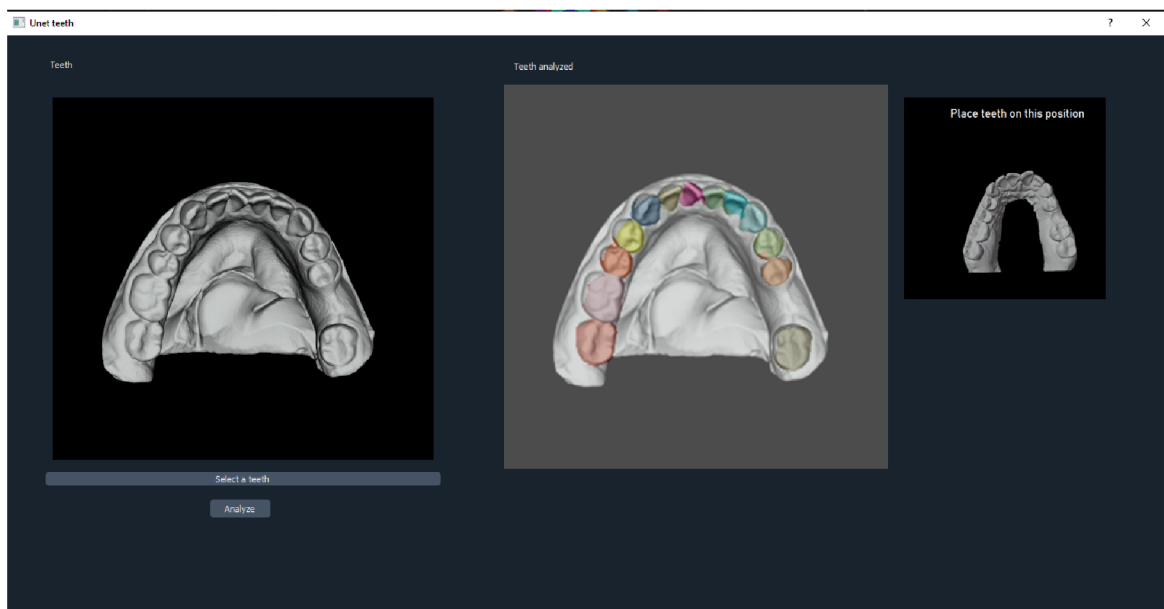 Unet teeth
?
Teeth
Teeth analyzed
Place teeth on this position
Select a teeth
Analyze